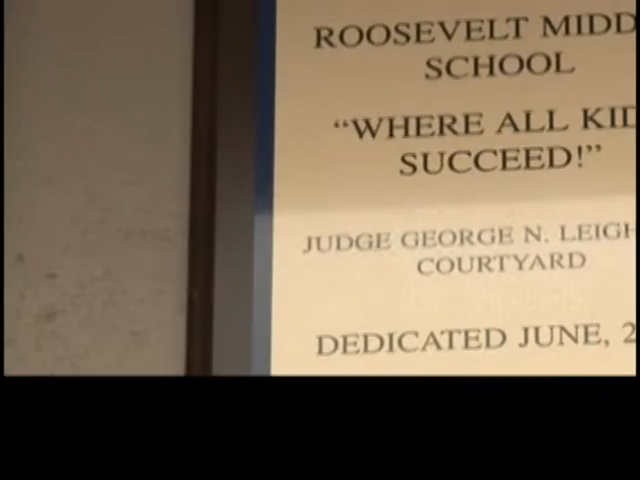 ROOSEVELT MIDD
SCHOOL
“WHERE ALL KID
SUCCEED!”
JUDGE GEORGE N. LEIGH
COURTYARD
DEDICATED JUNE, 2